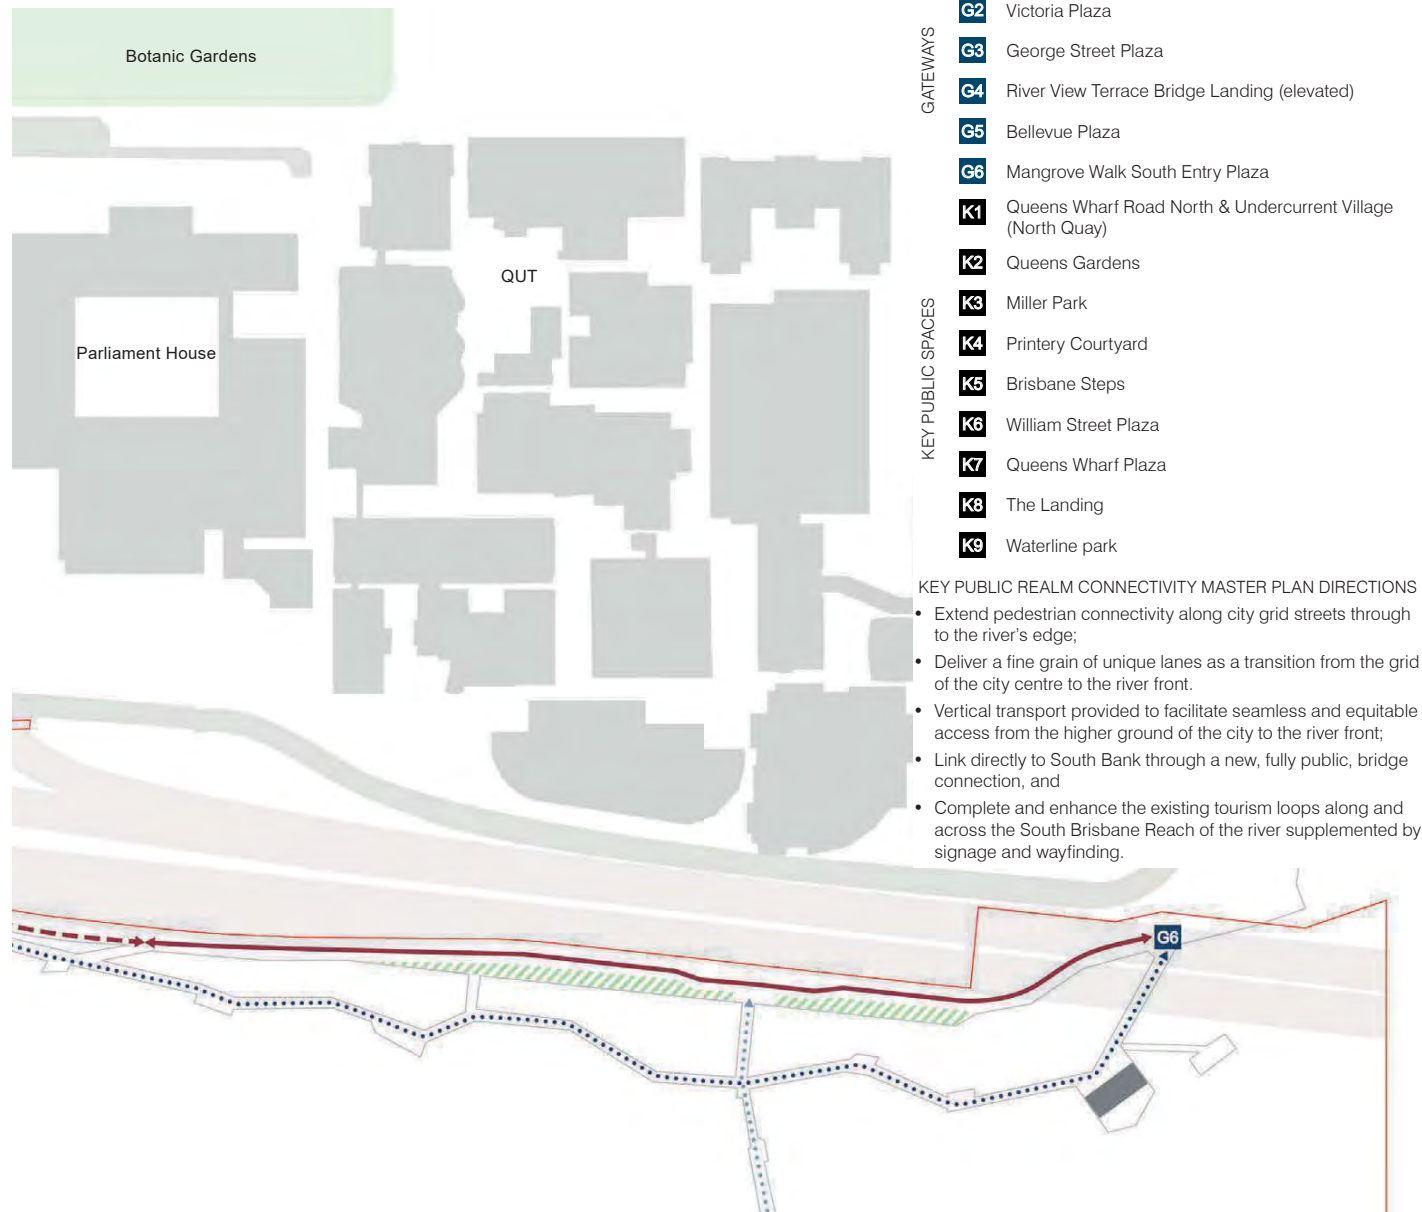 Botanic Gardens
QUT
Parliament House
GATEWAYS
G2 Victoria Plaza
G3 George Street Plaza
G4 River View Terrace Bridge Landing (elevated)
G5 Bellevue Plaza
G6 Mangrove Walk South Entry Plaza
KEY PUBLIC SPACES
K1 Queens Wharf Road North & Undercurrent Village
(North Quay)
K2 Queens Gardens
K3 Miller Park
K4 Printery Courtyard
K5 Brisbane Steps
K6 William Street Plaza
K7 Queens Wharf Plaza
K8 The Landing
K9 Waterline park
KEY PUBLIC REALM CONNECTIVITY MASTER PLAN DIRECTIONS
• Extend pedestrian connectivity along city grid streets through
to the river's edge;
• Deliver a fine grain of unique lanes as a transition from the grid
of the city centre to the river front.
• Vertical transport provided to facilitate seamless and equitable
access from the higher ground of the city to the river front;
• Link directly to South Bank through a new, fully public, bridge
connection, and
• Complete and enhance the existing tourism loops along and
across the South Brisbane Reach of the river supplemented by
signage and wayfinding.
G6